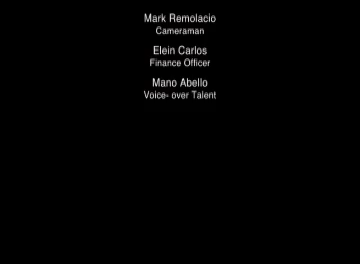 Mark Remolacio
Cameraman
Elein Carlos
Finance Officer
Mano Abello
Voice- over Talent